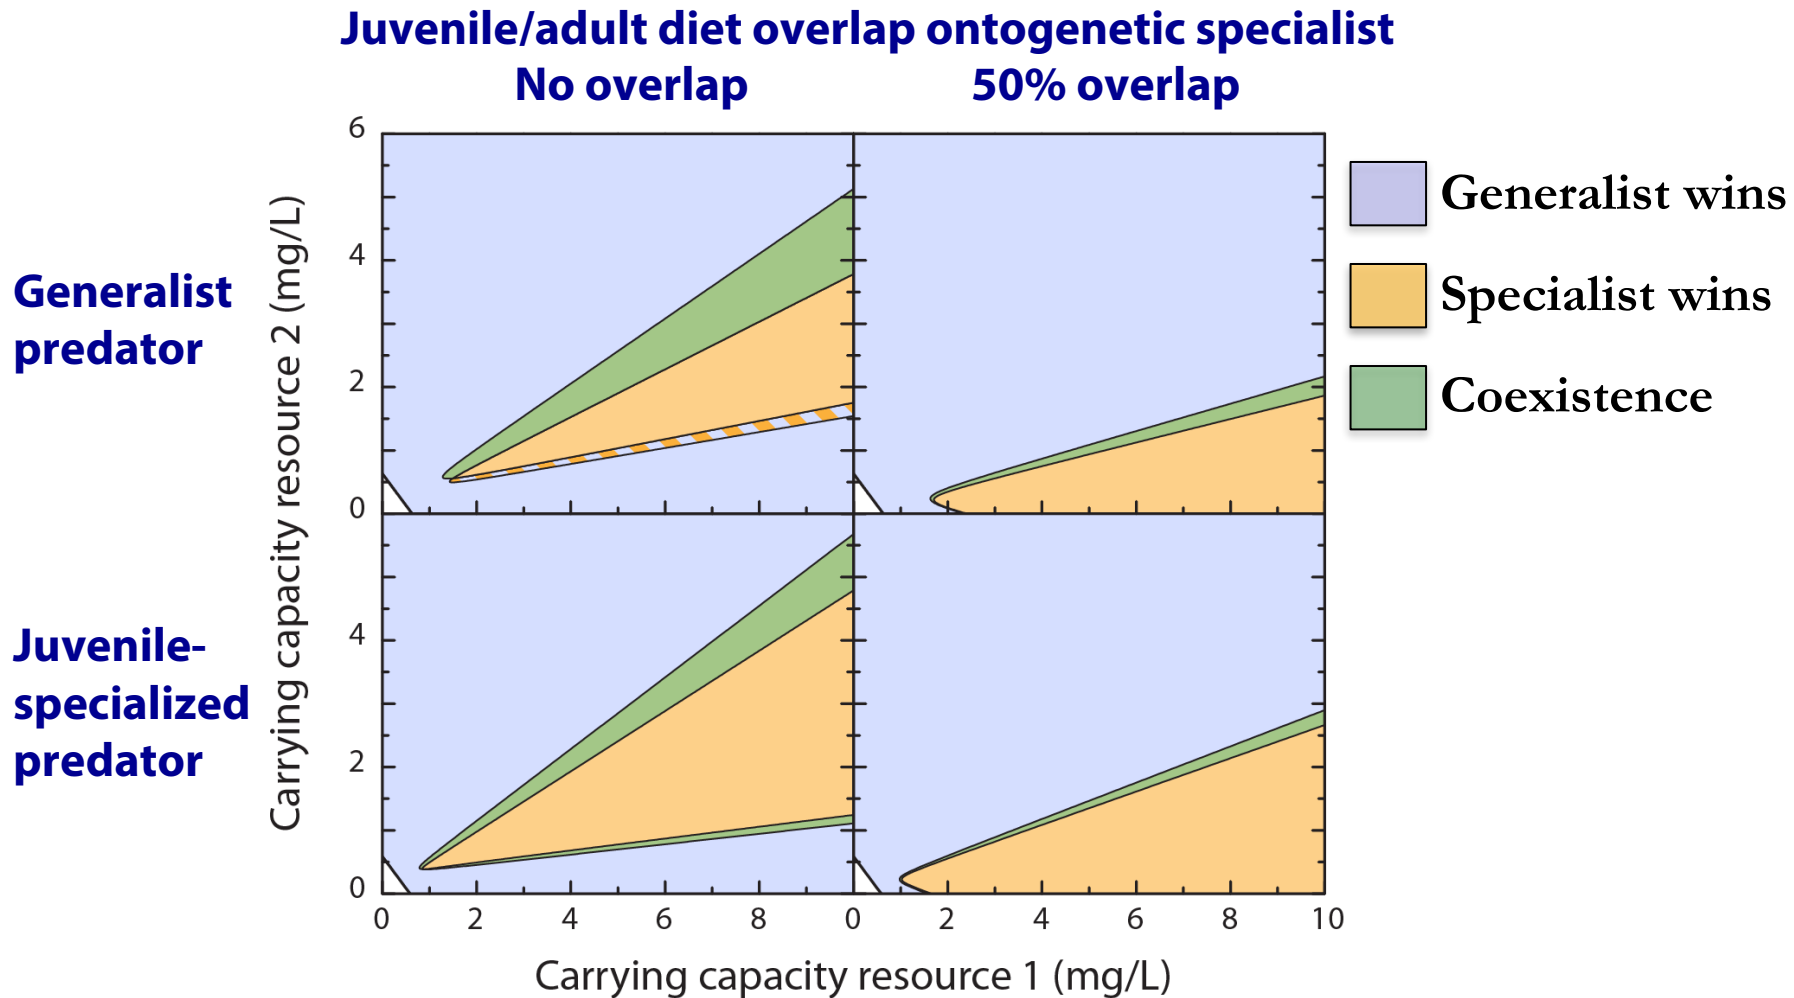 Juvenile/adult diet overlap ontogenetic specialist
No overlap
50% overlap
Generalist
predator
Juvenile-
specialized
predator
Carrying capacity resource 2 (mg/L)
6
4
2
0
4
2
0
0
2
4
6
8
0
2
4
6
8
10
Carrying capacity resource 1 (mg/L)
Generalist wins
Specialist wins
Coexistence